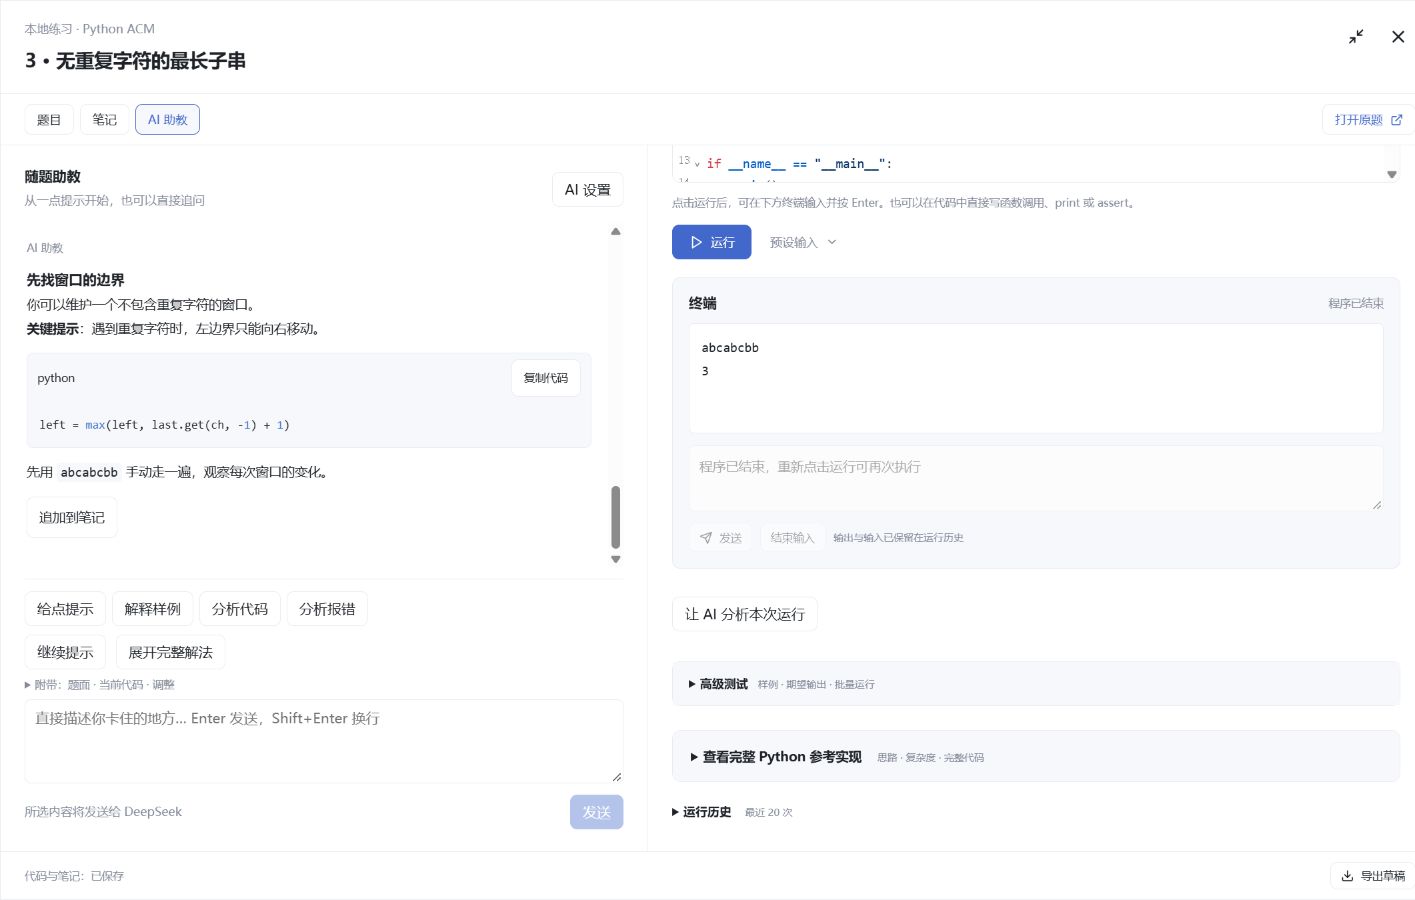 本地练习 · Python ACM
3 · 无重复字符的最长子串
题目 笔记 AI 助教
打开原题
随题助教
从一点提示开始，也可以直接追问
AI 设置
AI 助教
先找窗口的边界
你可以维护一个不包含重复字符的窗口。
关键提示：遇到重复字符时，左边界只能向右移动。
python
复制代码
left = max(left, last.get(ch, -1) + 1)
先用 abcabcbb 手动走一遍，观察每次窗口的变化。
追加到笔记
给点提示 解释样例 分析代码 分析报错
继续提示 展开完整解法
附带：题面 · 当前代码 · 调整
直接描述你卡住的地方... Enter 发送，Shift+Enter 换行
所选内容将发送给 DeepSeek
发送
13 if __name__ == "__main__":
点击运行后，可在下方终端输入并按 Enter。也可以在代码中直接写函数调用、print 或 assert。
运行 预设输入
终端
程序已结束
abcabcbb
3
程序已结束，重新点击运行可再次执行
发送 结束输入 输出与输入已保留在运行历史
让 AI 分析本次运行
高级测试 样例 · 期望输出 · 批量运行
查看完整 Python 参考实现 思路 · 复杂度 · 完整代码
运行历史 最近 20 次
代码与笔记：已保存
导出草稿